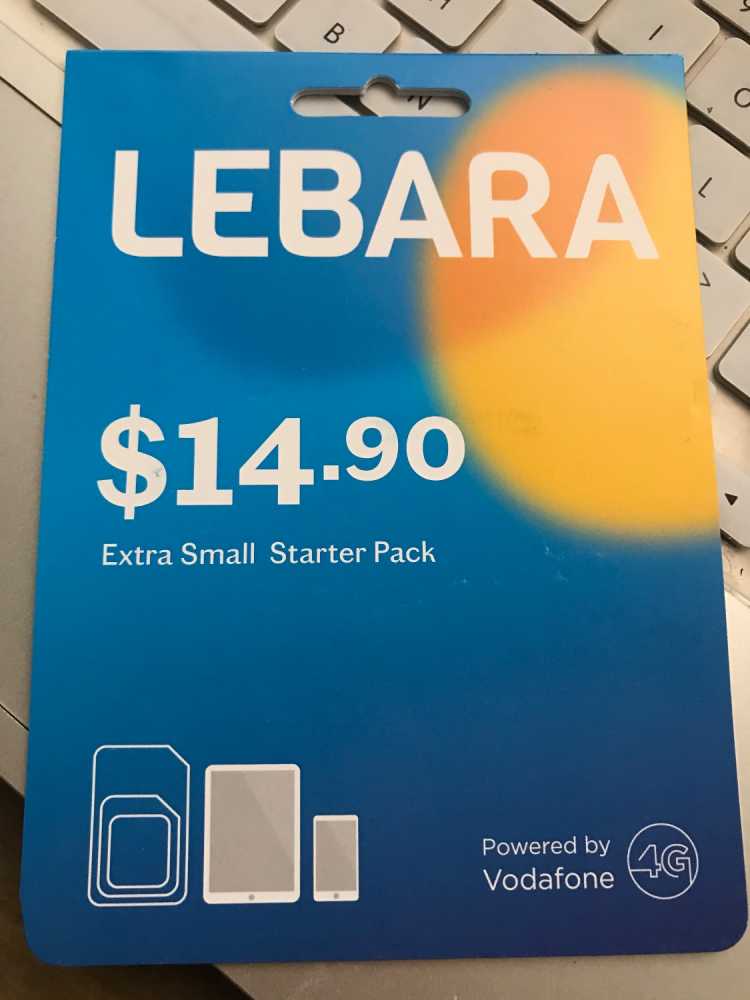 LEBARA
$14.90
Extra Small Starter Pack
Powered by
Vodafone
4G
B
N
L